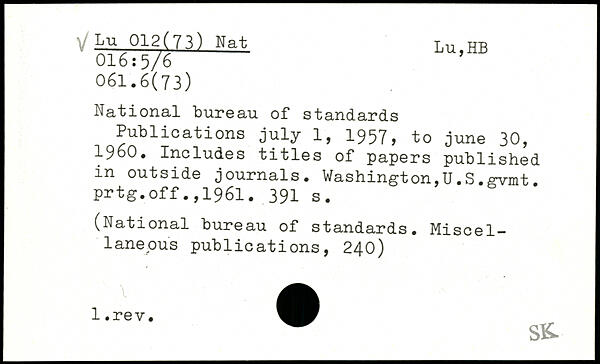 √ Lu 012(73) Nat
Lu,HB
016:5/6
061.6(73)
National bureau of standards
Publications july 1, 1957, to june 30,
1960. Includes titles of papers published
in outside journals. Washington,U.S.gvmt.
prtg.off.,1961. 391 s.
(National bureau of standards. Miscel-
laneous publications, 240)
1.rev.
SK